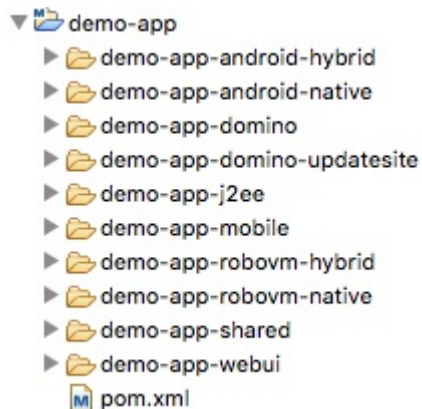 demo-app
demo-app-android-hybrid
demo-app-android-native
demo-app-domino
demo-app-domino-updatesite
demo-app-j2ee
demo-app-mobile
demo-app-robovm-hybrid
demo-app-robovm-native
demo-app-shared
demo-app-webui
pom.xml